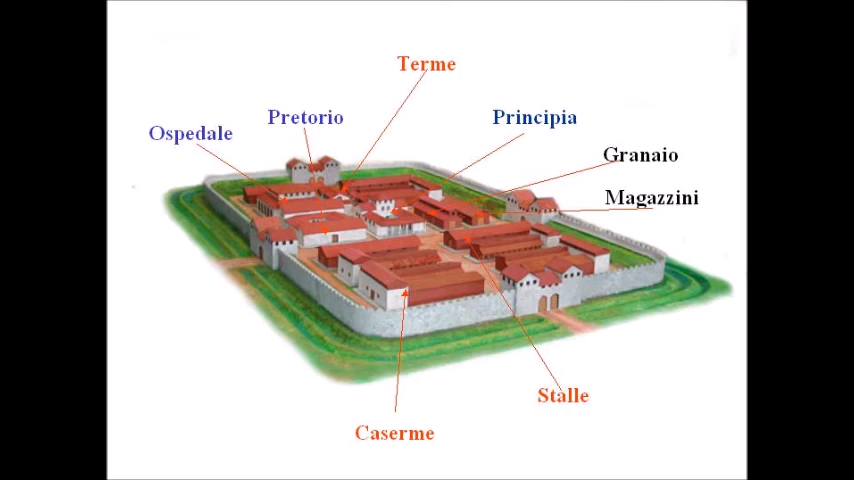 Terme
Pretorio
Principia
Ospedale
Granaio
Magazzini
Stalle
Caserme